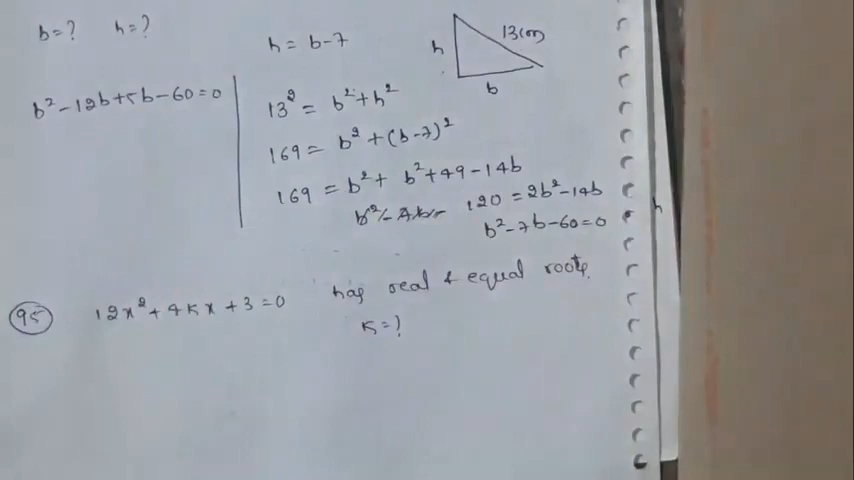 b=? h=?
h = b-7
13cm
h
b
b²-12b+5b-60=0
13² = b²+h²
169 = b²+(b-7)²
169 = b²+ b²+49-14b
120 = 2b²-14b
b²-7b-60=0
h
95 12x²+4kx+3=0 has real & equal roots.
k=?